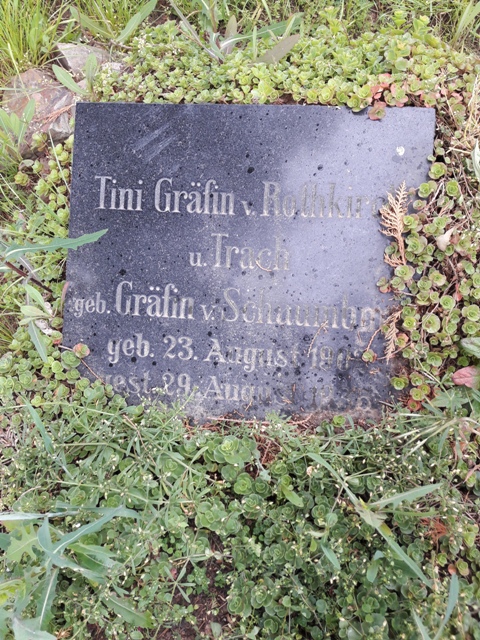 Tini Gräfin v. Rothkirch
u. Trach
geb. Gräfin v. Schaumburg
geb. 23. August
gest. 29. August